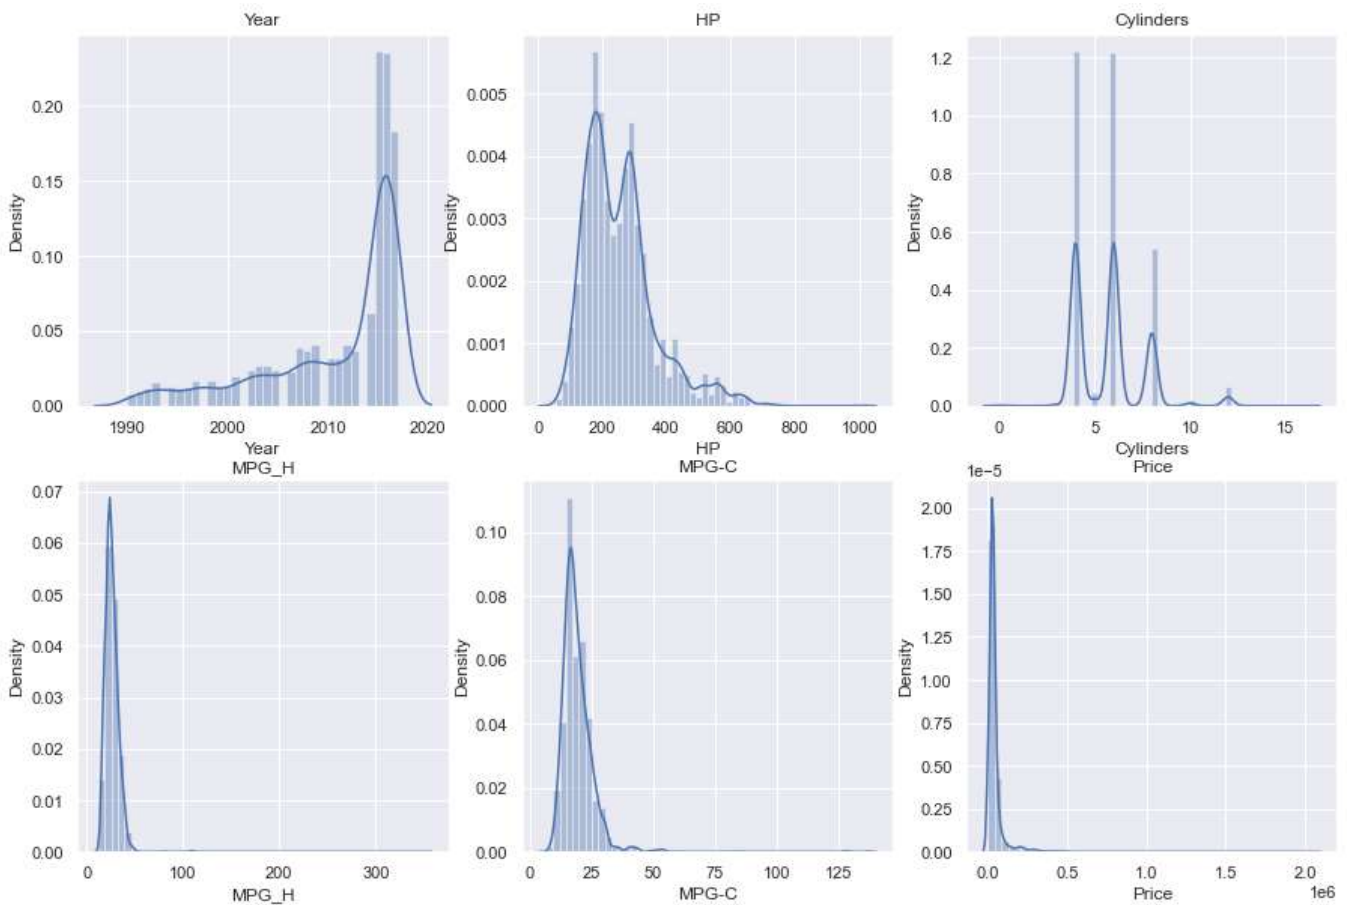 Year
HP
Cylinders
Density
0.20
0.15
0.10
0.05
0.00
1990 2000 2010 2020
Year
Density
0.005
0.004
0.003
0.002
0.001
0.000
0 200 400 600 800 1000
HP
Density
1.2
1.0
0.8
0.6
0.4
0.2
0.0
0 5 10 15
Cylinders
MPG_H
MPG-C
Price
Density
0.07
0.06
0.05
0.04
0.03
0.02
0.01
0.00
0 100 200 300
MPG_H
Density
0.10
0.08
0.06
0.04
0.02
0.00
0 25 50 75 100 125
MPG-C
1e−5
Density
2.00
1.75
1.50
1.25
1.00
0.75
0.50
0.25
0.00
0.0 0.5 1.0 1.5 2.0
Price
1e6